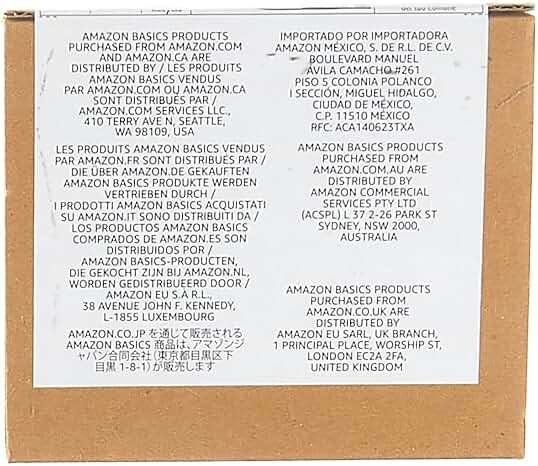 AMAZON BASICS PRODUCTS
PURCHASED FROM AMAZON.COM
AND AMAZON.CA ARE
DISTRIBUTED BY / LES PRODUITS
AMAZON BASICS VENDUS
PAR AMAZON.COM OU AMAZON.CA
SONT DISTRIBUÉS PAR /
AMAZON.COM SERVICES LLC.,
410 TERRY AVE N, SEATTLE,
WA 98109, USA
LES PRODUITS AMAZON BASICS VENDUS
PAR AMAZON.FR SONT DISTRIBUÉS PAR /
DIE ÜBER AMAZON.DE GEKAUFTEN
AMAZON BASICS PRODUKTE WERDEN
VERTRIEBEN DURCH /
I PRODOTTI AMAZON BASICS ACQUISTATI
SU AMAZON.IT SONO DISTRIBUITI DA /
LOS PRODUCTOS AMAZON BASICS
COMPRADOS DE AMAZON.ES SON
DISTRIBUIDOS POR /
AMAZON BASICS-PRODUCTEN,
DIE GEKOCHT ZIJN BIJ AMAZON.NL,
WORDEN GEDISTRIBUEERD DOOR /
AMAZON EU S.À R.L.,
38 AVENUE JOHN F. KENNEDY,
L-1855 LUXEMBOURG
AMAZON.CO.JP を通じて販売される
AMAZON BASICS 商品は、アマゾンジ
ャパン合同会社（東京都目黒区下
目黒 1-8-1）が販売します
IMPORTADO POR IMPORTADORA
AMAZON MÉXICO, S. DE R.L. DE C.V.
BOULEVARD MANUEL
ÁVILA CAMACHO #261
PISO 5 COLONIA POLANCO
I SECCIÓN, MIGUEL HIDALGO,
CIUDAD DE MÉXICO,
C.P. 11510 MÉXICO
RFC: ACA140623TXA
AMAZON BASICS PRODUCTS
PURCHASED FROM
AMAZON.COM.AU ARE
DISTRIBUTED BY
AMAZON COMMERCIAL
SERVICES PTY LTD
(ACSPL) L 37 2-26 PARK ST
SYDNEY, NSW 2000,
AUSTRALIA
AMAZON BASICS PRODUCTS
PURCHASED FROM
AMAZON.CO.UK ARE
DISTRIBUTED BY
AMAZON EU SARL, UK BRANCH,
1 PRINCIPAL PLACE, WORSHIP ST,
LONDON EC2A 2FA,
UNITED KINGDOM